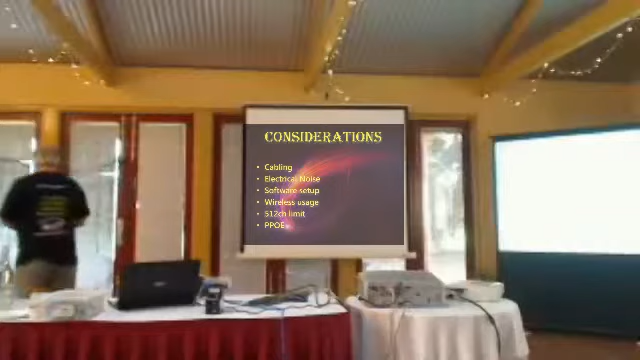 CONSIDERATIONS
• Cabling
• Electrical Noise
• Software setup
• Wireless usage
• 512ch limit
• PPOE